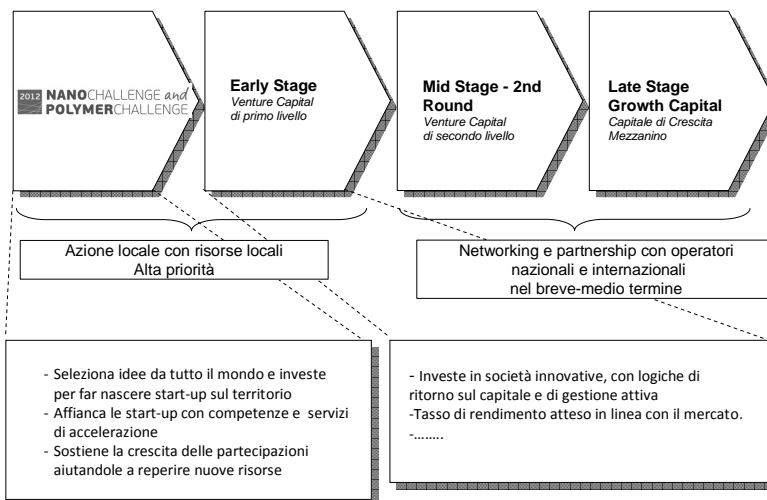 2012 NANOCHALLENGE and
POLYMERCHALLENGE
Early Stage
Venture Capital
di primo livello
Mid Stage - 2nd
Round
Venture Capital
di secondo livello
Late Stage
Growth Capital
Capitale di Crescita
Mezzanino
Azione locale con risorse locali
Alta priorità
Networking e partnership con operatori
nazionali e internazionali
nel breve-medio termine
- Seleziona idee da tutto il mondo e investe
per far nascere start-up sul territorio
- Affianca le start-up con competenze e servizi
di accelerazione
- Sostiene la crescita delle partecipazioni
aiutandole a reperire nuove risorse
- Investe in società innovative, con logiche di
ritorno sul capitale e di gestione attiva
-Tasso di rendimento atteso in linea con il mercato.
-……..